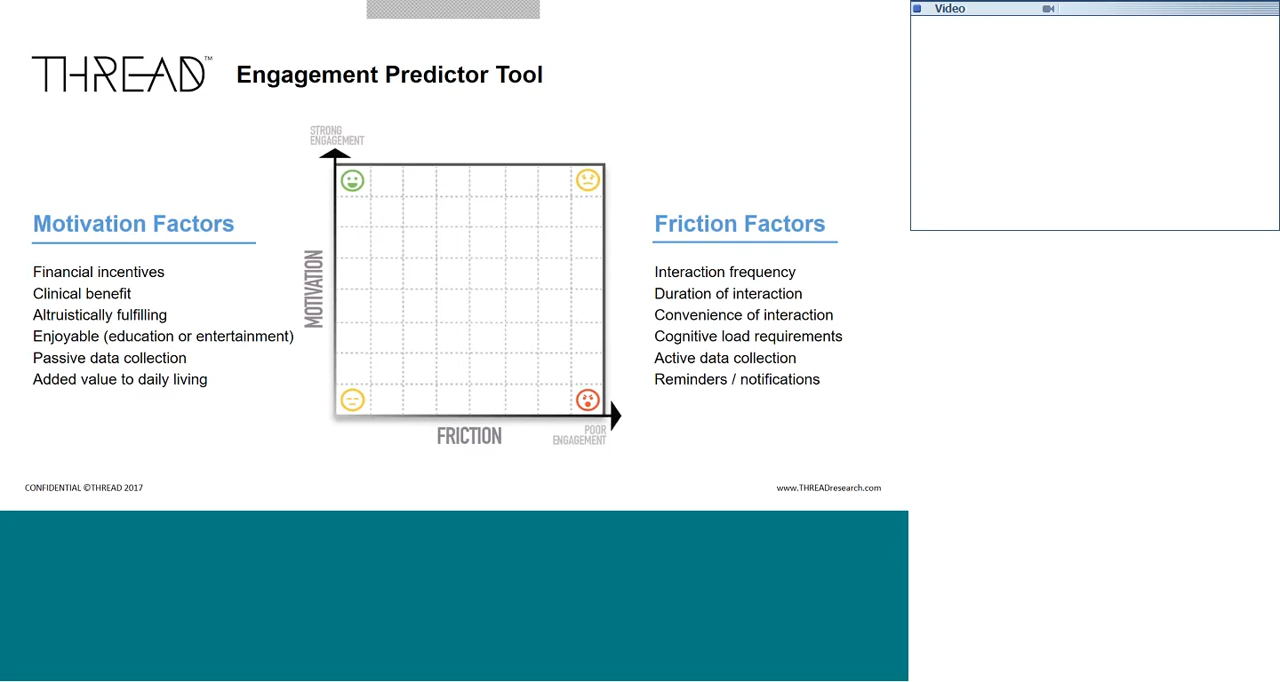 Video
THREAD™
Engagement Predictor Tool
STRONG
ENGAGEMENT
Motivation Factors
Financial incentives
Clinical benefit
Altruistically fulfilling
Enjoyable (education or entertainment)
Passive data collection
Added value to daily living
MOTIVATION
FRICTION
POOR
ENGAGEMENT
Friction Factors
Interaction frequency
Duration of interaction
Convenience of interaction
Cognitive load requirements
Active data collection
Reminders / notifications
CONFIDENTIAL ©THREAD 2017
www.THREADresearch.com